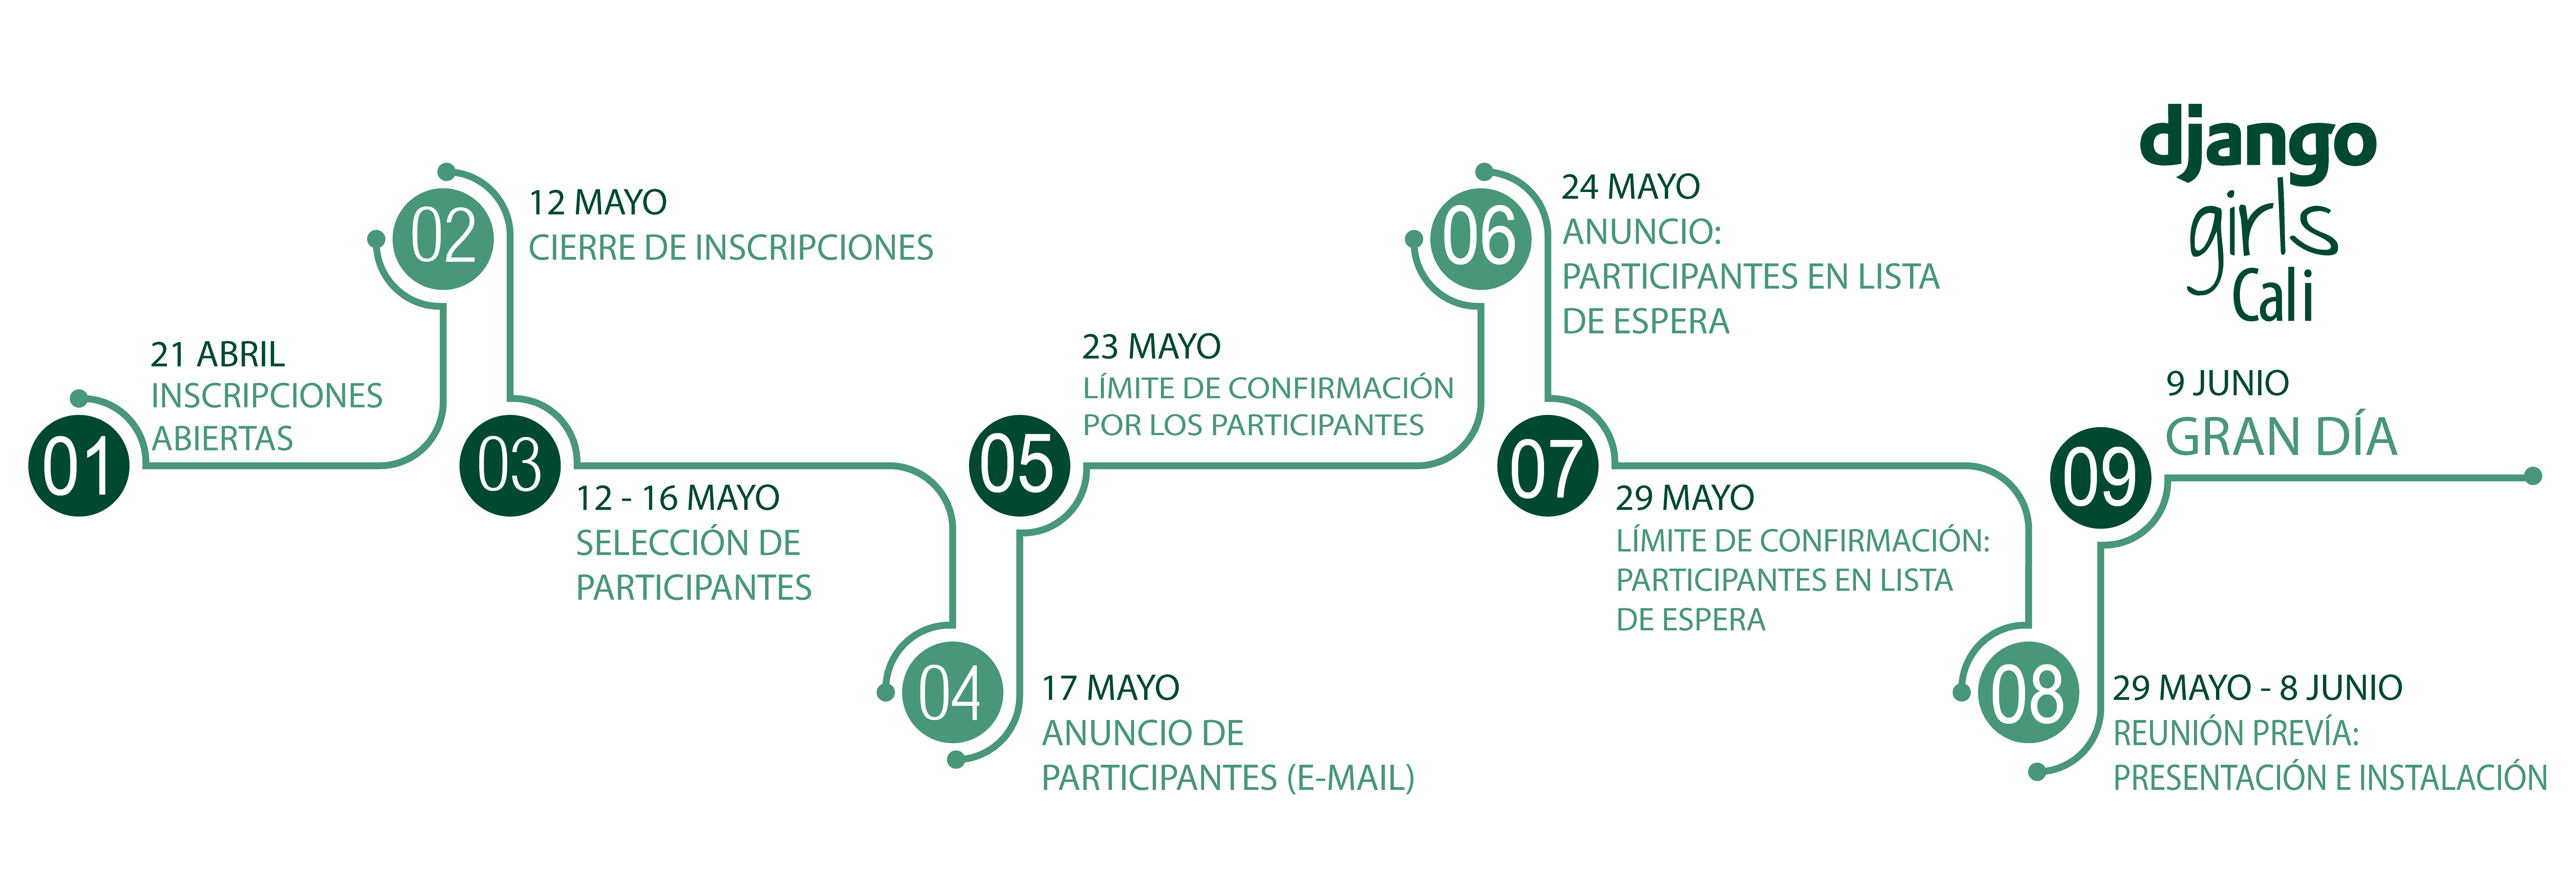 01
21 ABRIL
INSCRIPCIONES
ABIERTAS
02
12 MAYO
CIERRE DE INSCRIPCIONES
03
12 - 16 MAYO
SELECCIÓN DE
PARTICIPANTES
04
17 MAYO
ANUNCIO DE
PARTICIPANTES (E-MAIL)
05
23 MAYO
LÍMITE DE CONFIRMACIÓN
POR LOS PARTICIPANTES
06
24 MAYO
ANUNCIO:
PARTICIPANTES EN LISTA
DE ESPERA
07
29 MAYO
LÍMITE DE CONFIRMACIÓN:
PARTICIPANTES EN LISTA
DE ESPERA
08
29 MAYO - 8 JUNIO
REUNIÓN PREVÍA:
PRESENTACIÓN E INSTALACIÓN
09
9 JUNIO
GRAN DÍA
django
girls
Cali